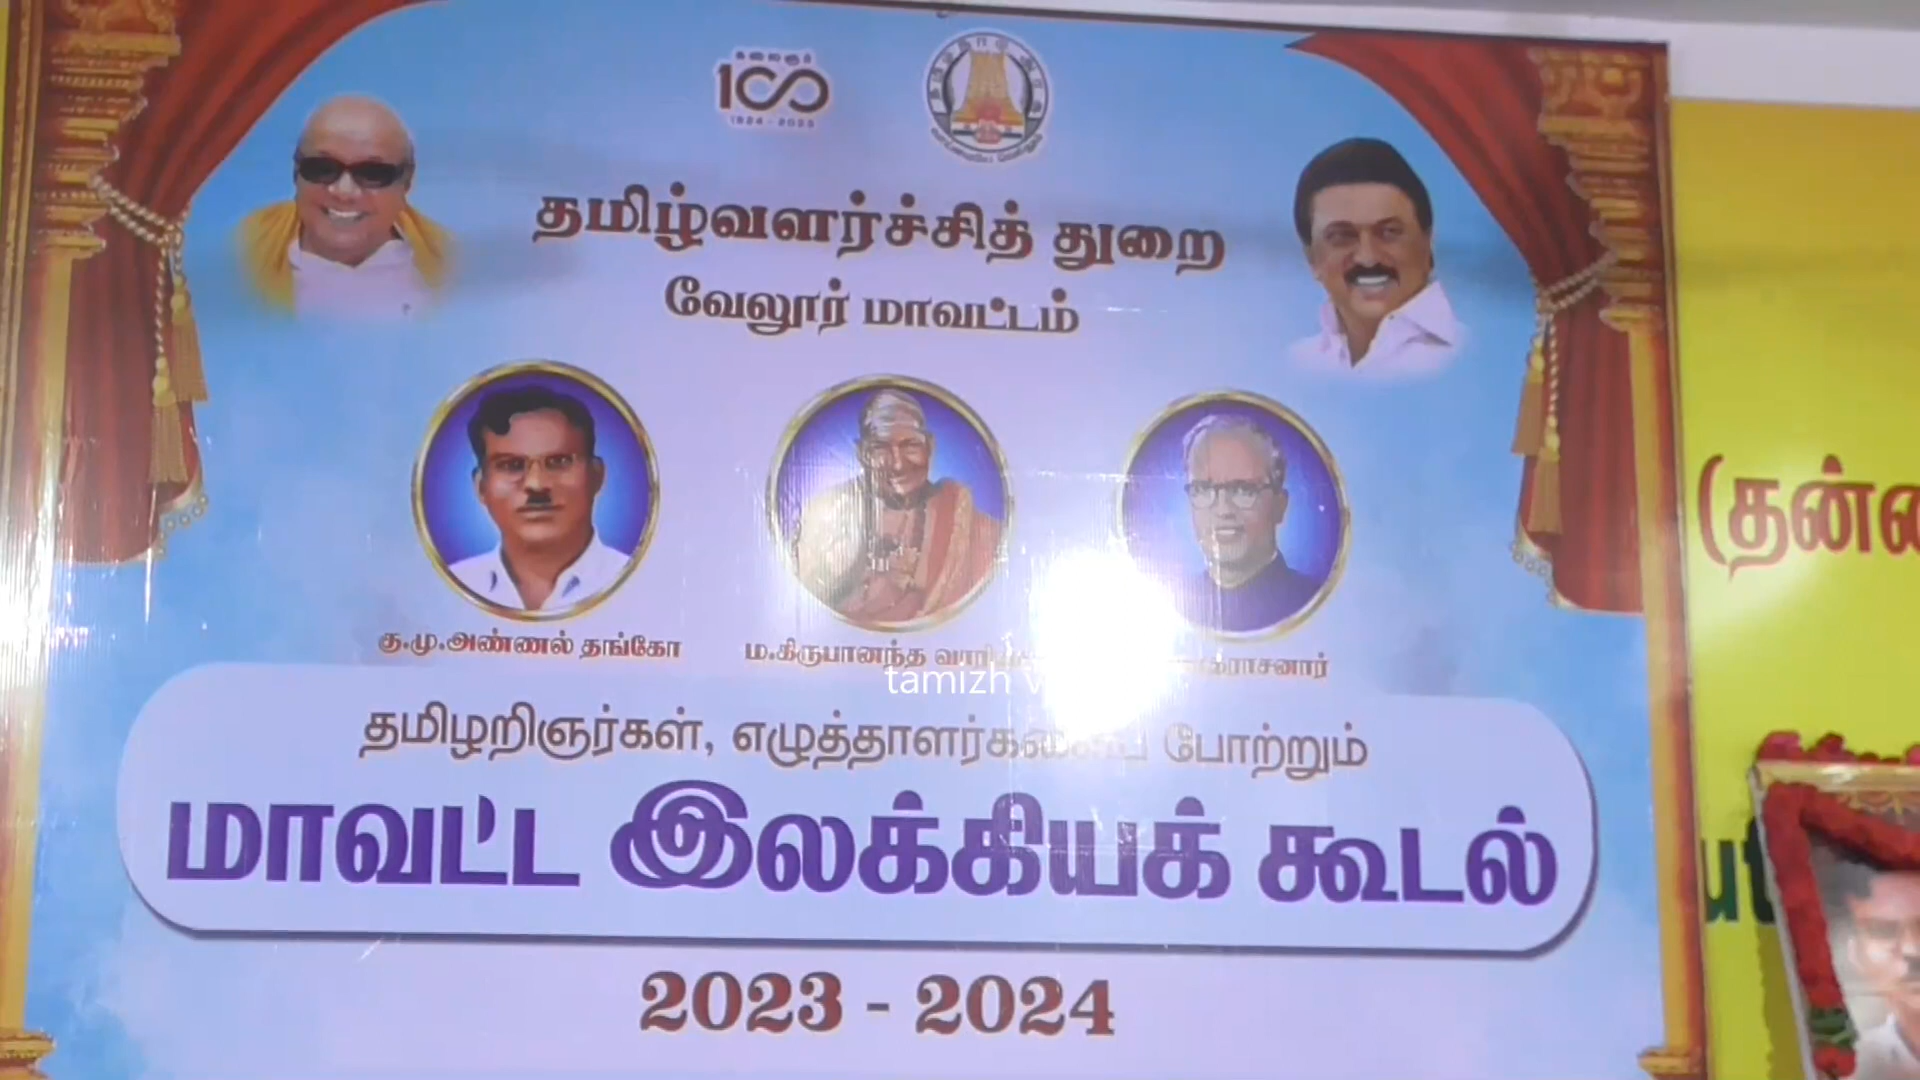 கலைஞர்
100
1924 - 2023
தமிழ்வளர்ச்சித் துறை
வேலூர் மாவட்டம்
கு.மு.அண்ணல் தங்கோ
ம.கிருபானந்த
தமிழறிஞர்கள், எழுத்தாளர்களைப் போற்றும்
மாவட்ட இலக்கியக் கூடல்
2023 - 2024
(தன்
tamizh